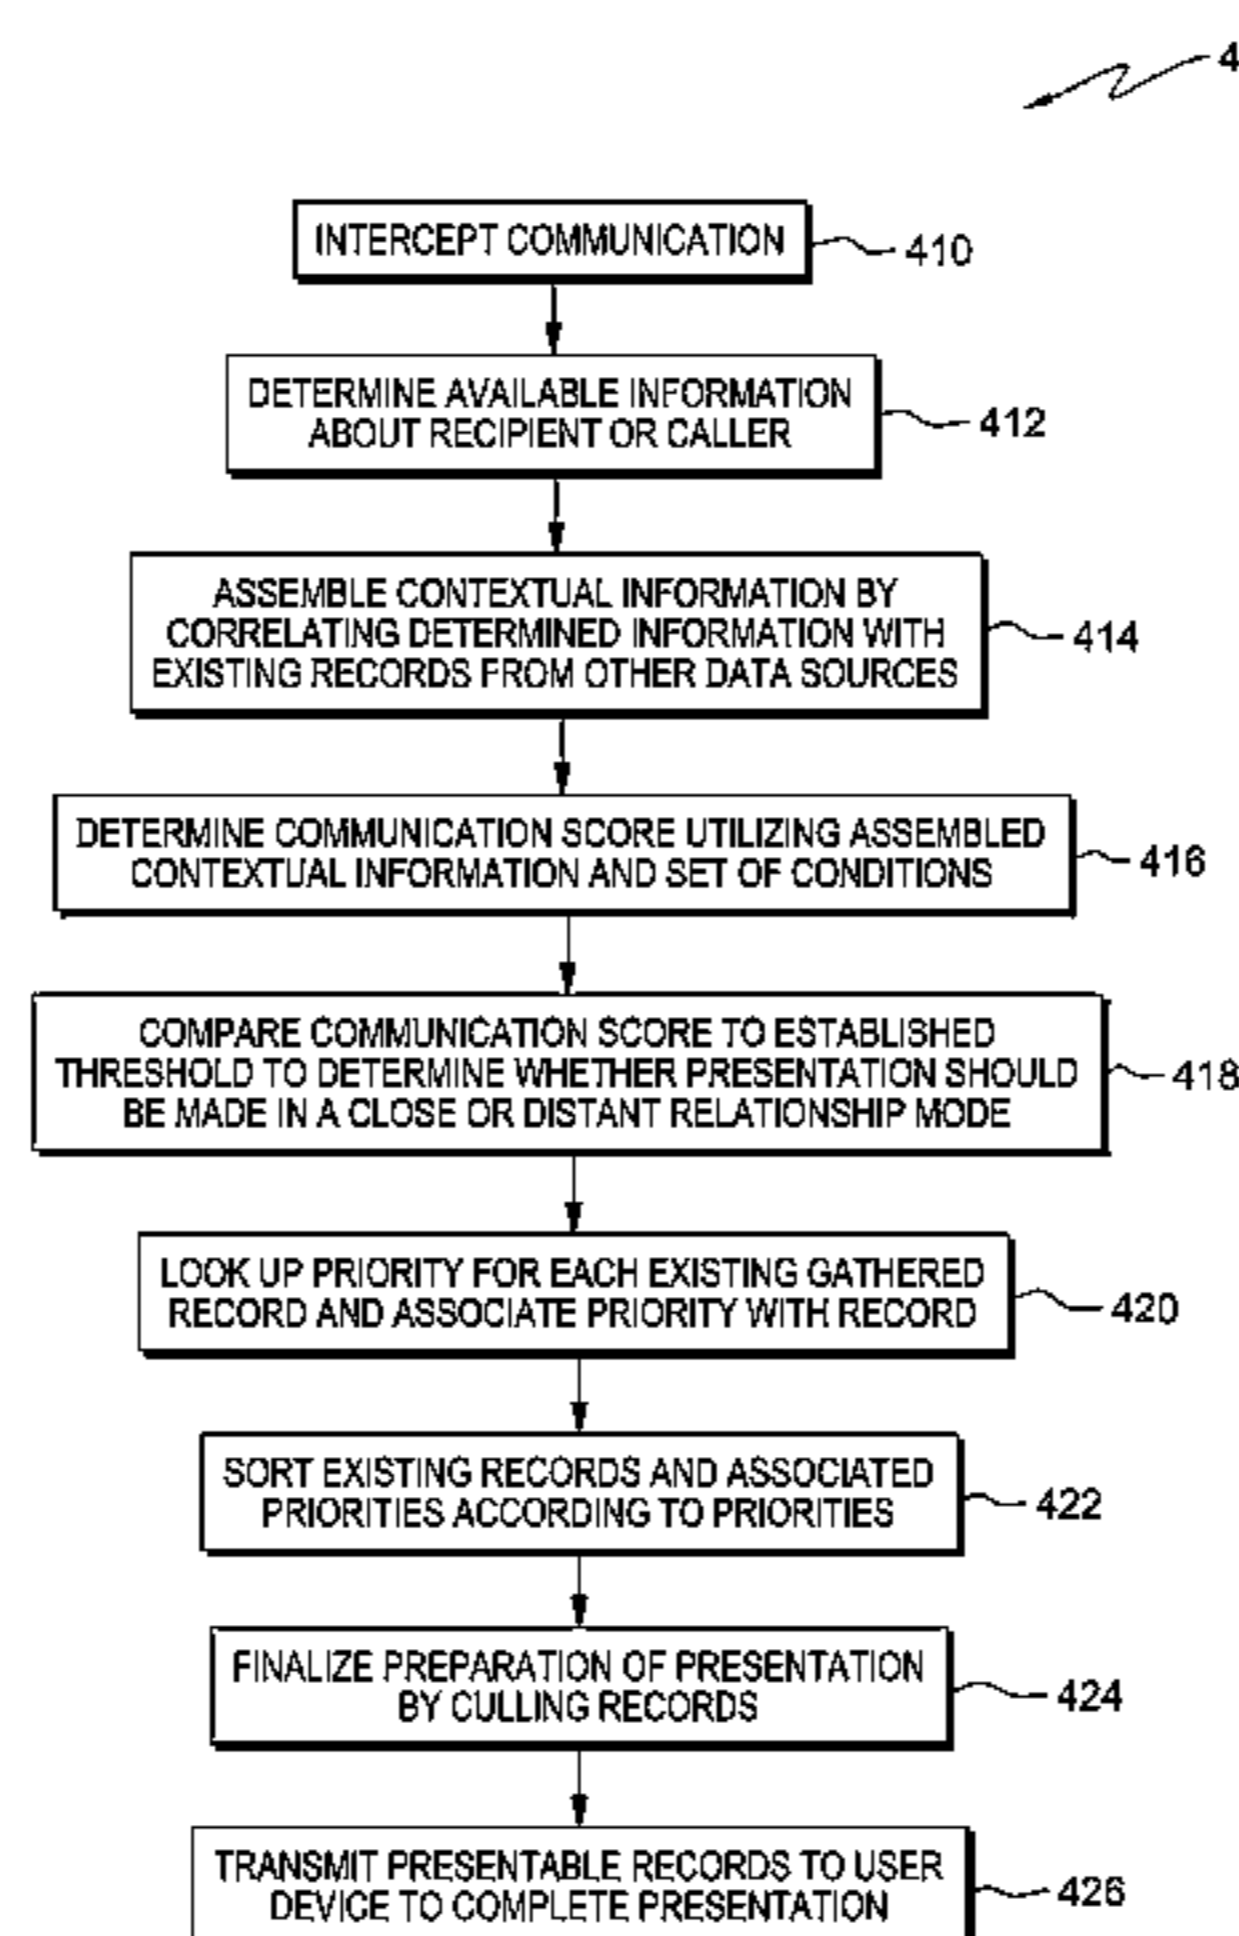 4
INTERCEPT COMMUNICATION
410
DETERMINE AVAILABLE INFORMATION
ABOUT RECIPIENT OR CALLER
412
ASSEMBLE CONTEXTUAL INFORMATION BY
CORRELATING DETERMINED INFORMATION WITH
EXISTING RECORDS FROM OTHER DATA SOURCES
414
DETERMINE COMMUNICATION SCORE UTILIZING ASSEMBLED
CONTEXTUAL INFORMATION AND SET OF CONDITIONS
416
COMPARE COMMUNICATION SCORE TO ESTABLISHED
THRESHOLD TO DETERMINE WHETHER PRESENTATION SHOULD
BE MADE IN A CLOSE OR DISTANT RELATIONSHIP MODE
418
LOOK UP PRIORITY FOR EACH EXISTING GATHERED
RECORD AND ASSOCIATE PRIORITY WITH RECORD
420
SORT EXISTING RECORDS AND ASSOCIATED
PRIORITIES ACCORDING TO PRIORITIES
422
FINALIZE PREPARATION OF PRESENTATION
BY CULLING RECORDS
424
TRANSMIT PRESENTABLE RECORDS TO USER
DEVICE TO COMPLETE PRESENTATION
426